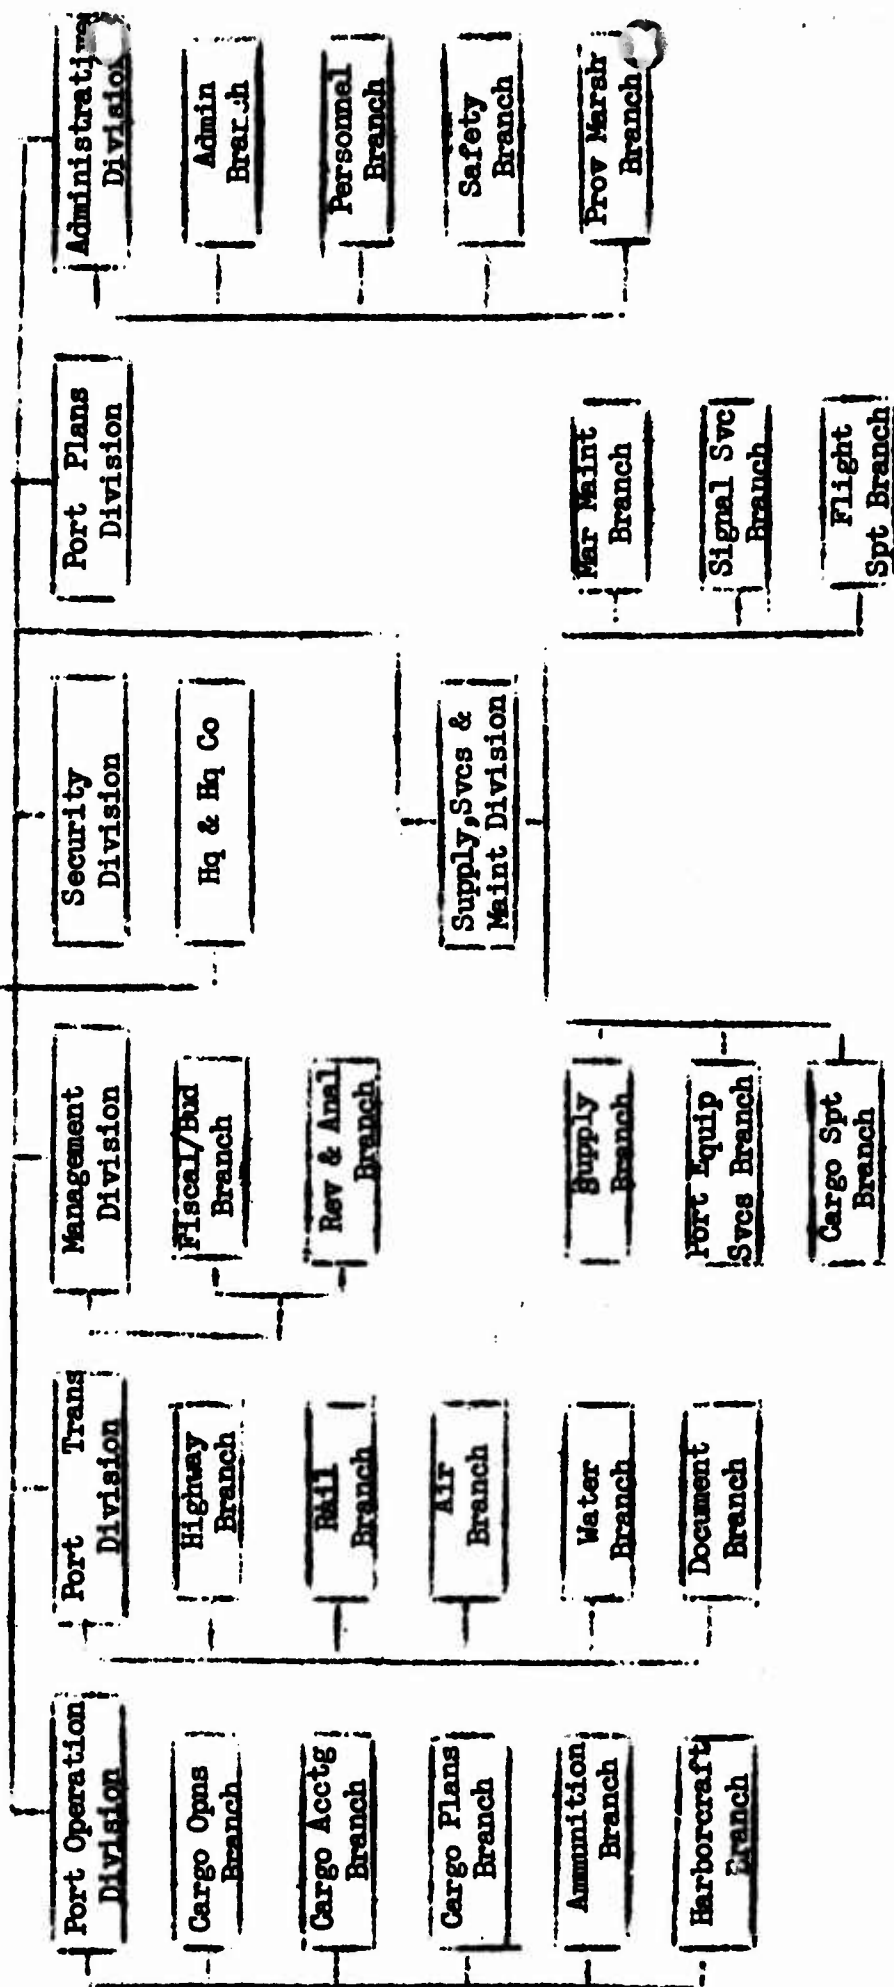 Port Operation
Division
Cargo Opns
Branch
Cargo Acctg
Branch
Cargo Plans
Branch
Ammunition
Branch
Harborcraft
Branch
Port Trans
Division
Highway
Branch
Rail
Branch
Air
Branch
Water
Branch
Document
Branch
Management
Division
Fiscal/Bud
Branch
Rev & Anal
Branch
Security
Division
Hq & Hq Co
Supply,Svcs &
Maint Division
Supply
Branch
Port Equip
Svcs Branch
Cargo Spt
Branch
Mar Maint
Branch
Signal Svc
Branch
Flight
Spt Branch
Port Plans
Division
Administrative
Division
Admin
Branch
Personnel
Branch
Safety
Branch
Prov Marsh
Branch